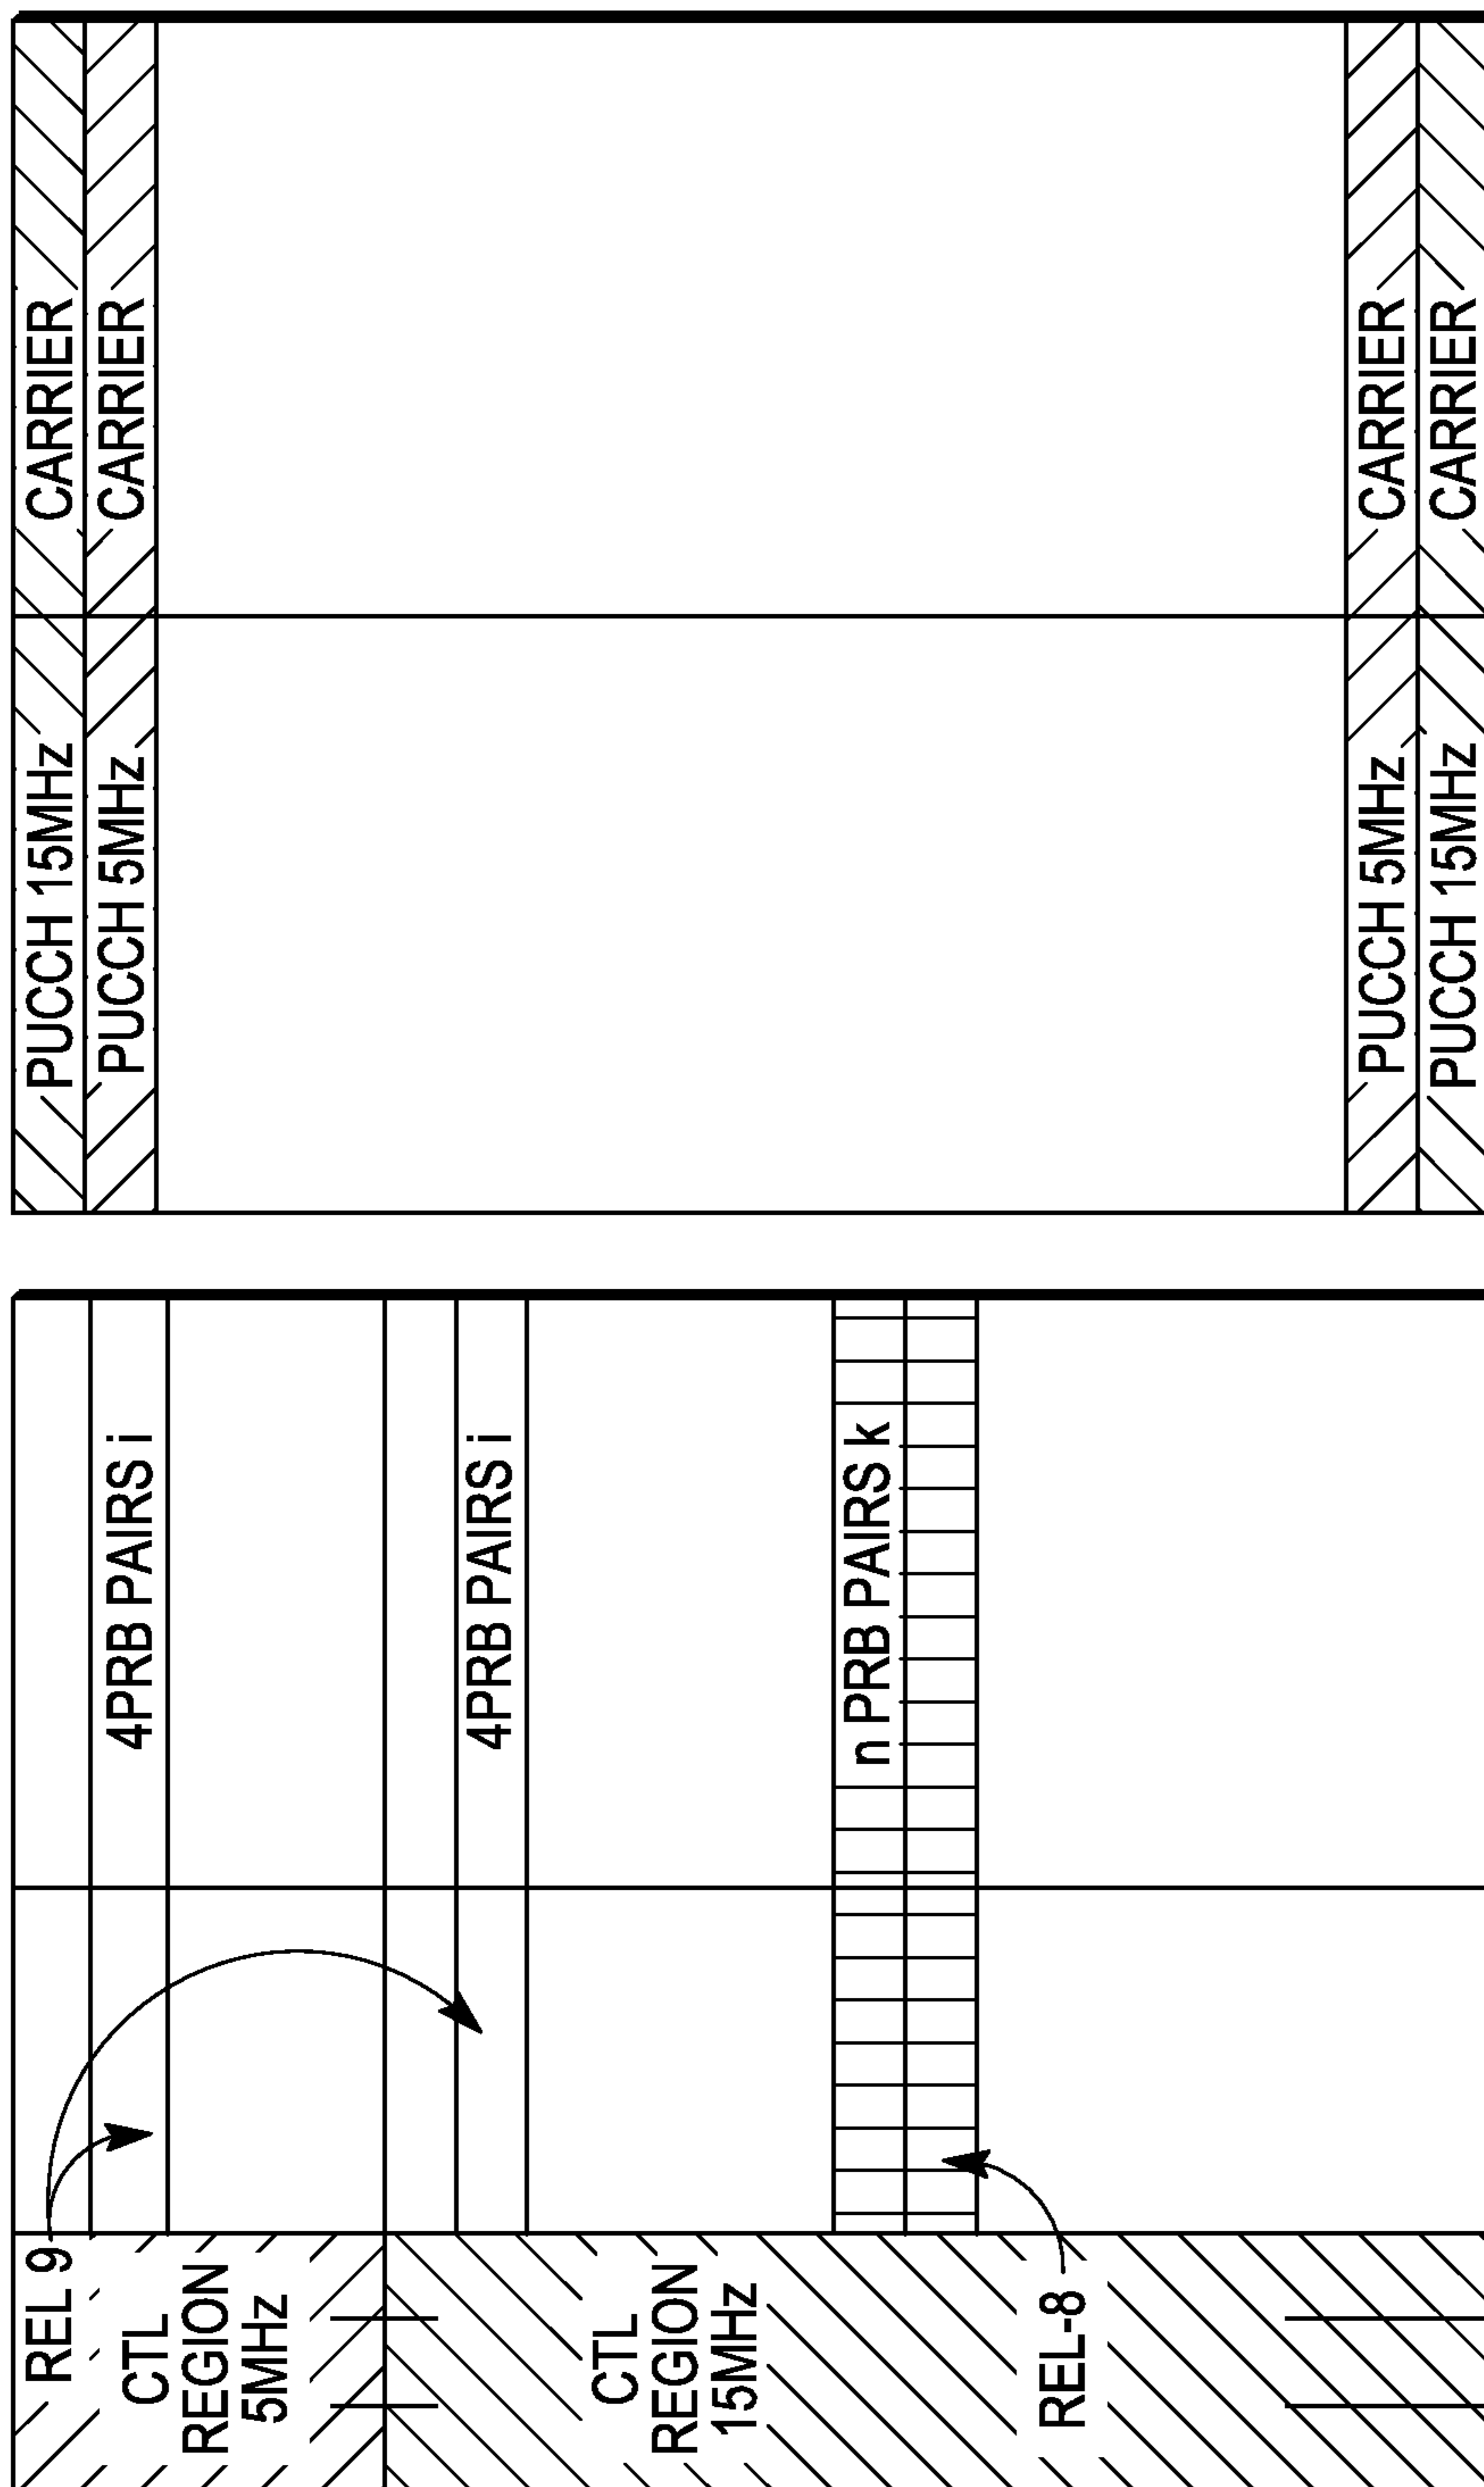 PUCCH 15MHz CARRIER
PUCCH 5MHz CARRIER
PUCCH 5MHz CARRIER
PUCCH 15MHz CARRIER
REL 9
CTL
REGION
5MHz
4PRB PAIRS i
4PRB PAIRS i
CTL
REGION
15MHz
n PRB PAIRS k
REL-8